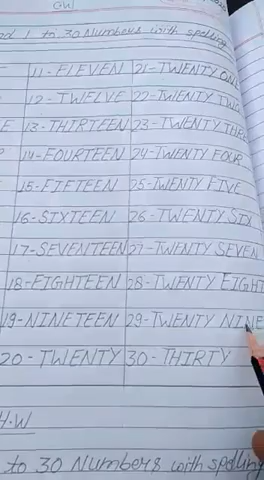 GW
nd 1 to 30 Numbers with spelling
11-ELEVEN 21-TWENTY ONE
12-TWELVE 22-TWENTY TWO
E 13-THIRTEEN 23-TWENTY THR
14-FOURTEEN 24-TWENTY FOUR
15-FIFTEEN 25-TWENTY FIVE
16-SIXTEEN 26-TWENTY SIX
17-SEVENTEEN 27-TWENTY SEVEN
18-EIGHTEEN 28-TWENTY EIGHT
19-NINETEEN 29-TWENTY NINE
20-TWENTY 30-THIRTY
H.W
to 30 Numbers with spelling